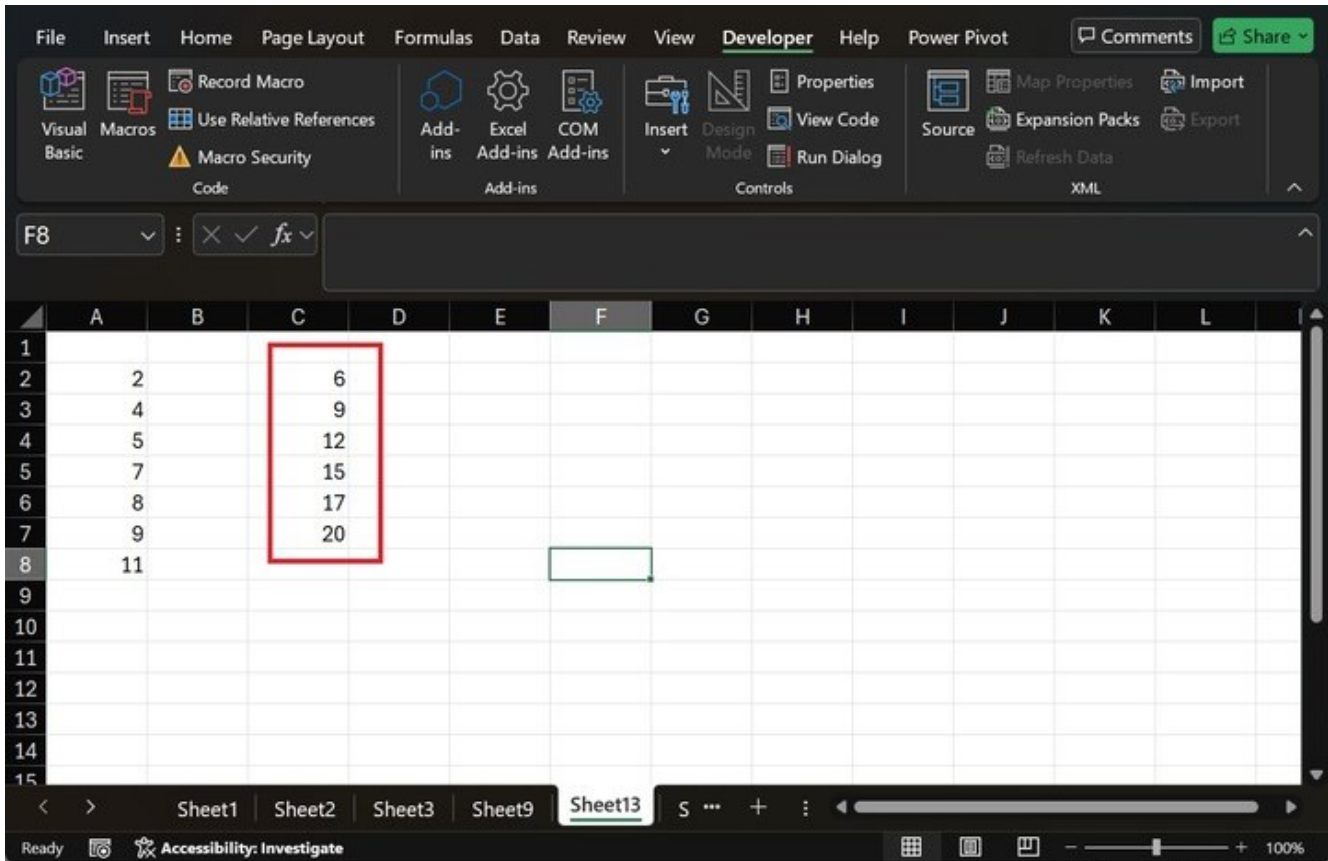 File Insert Home Page Layout Formulas Data Review View Developer Help Power Pivot Comments Share
Visual Basic
Macros
Record Macro
Use Relative References
Macro Security
Code
Add-ins
Excel Add-ins
COM Add-ins
Add-ins
Insert
Design Mode
Properties
View Code
Run Dialog
Controls
Source
Map Properties
Expansion Packs
Refresh Data
Import
Export
XML
F8 fx
A B C D E F G H I J K L
1
2 2 6
3 4 9
4 5 12
5 7 15
6 8 17
7 9 20
8 11
9
10
11
12
13
14
15
Sheet1 Sheet2 Sheet3 Sheet9 Sheet13 S ··· +
Ready Accessibility: Investigate - + 100%